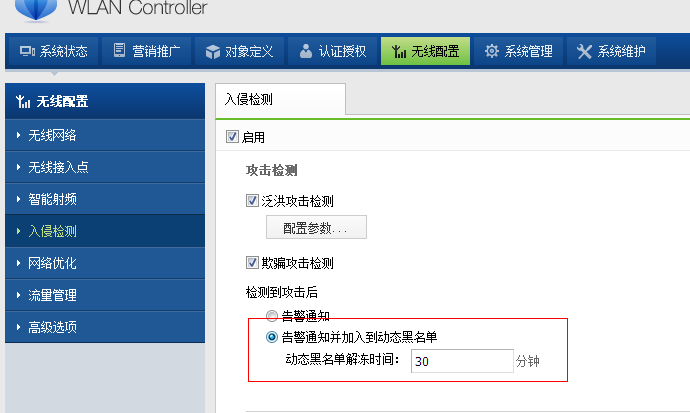 WLAN Controller
系统状态 营销推广 对象定义 认证授权 无线配置 系统管理 系统维护
无线配置
无线网络
无线接入点
智能射频
入侵检测
网络优化
流量管理
高级选项
入侵检测
启用
攻击检测
泛洪攻击检测
配置参数...
欺骗攻击检测
检测到攻击后
告警通知
告警通知并加入到动态黑名单
动态黑名单解冻时间: 30 分钟